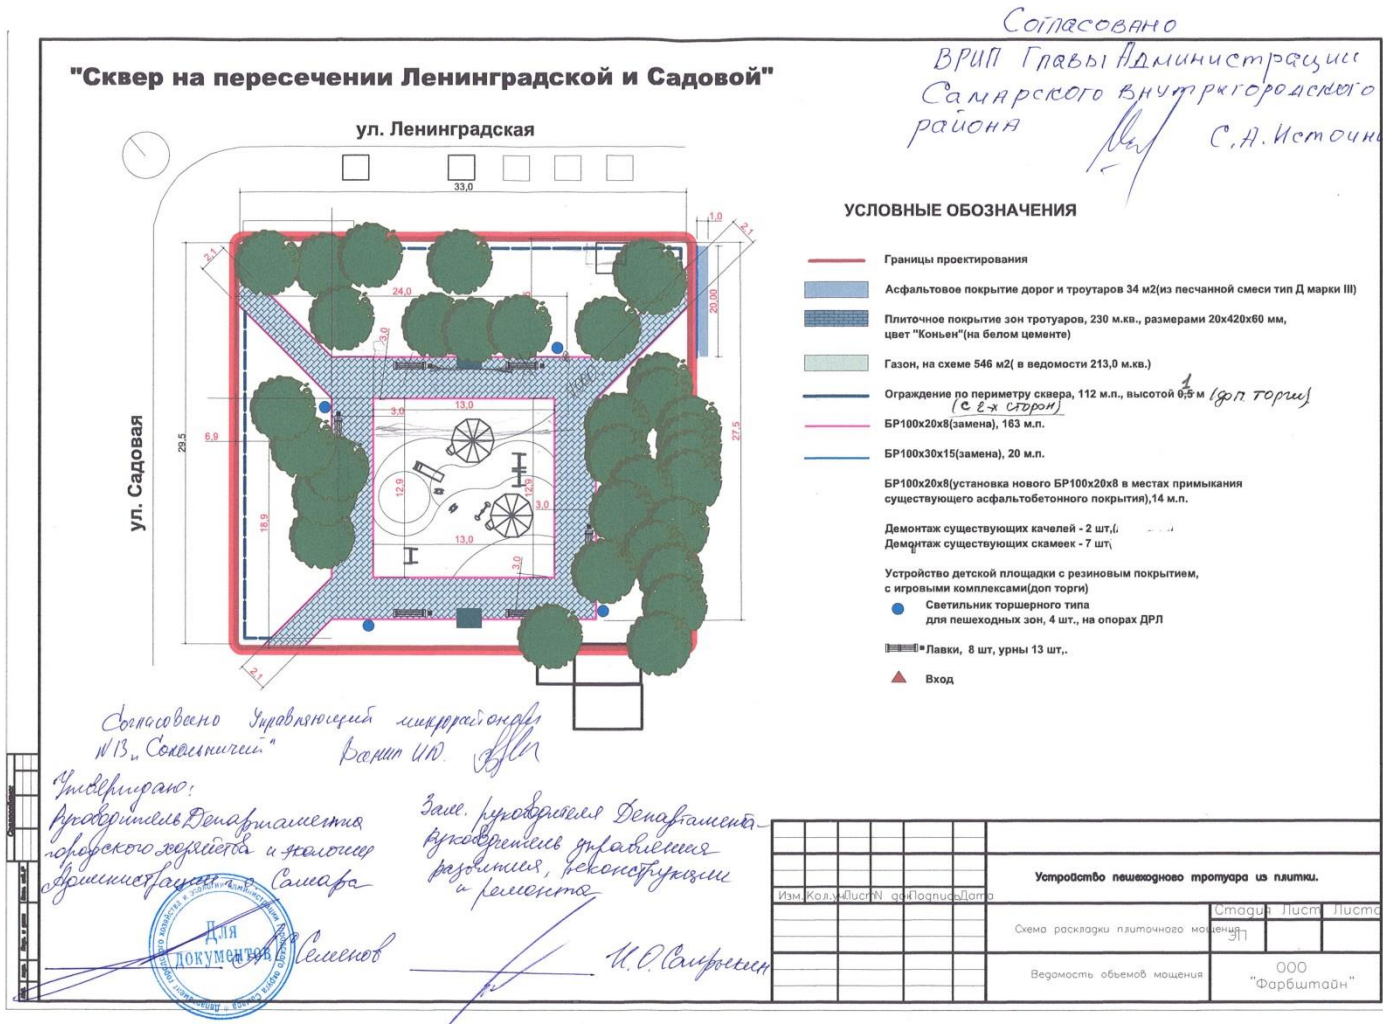 Согласовано
ВРИП Главы Администрации
Самарского внутригородского
района
С.А. Источни
"Сквер на пересечении Ленинградской и Садовой"
ул. Ленинградская
33,0
1,0
2,1
2,1
24,0
3,0
20,00
ул. Садовая
29,5
6,9
3,0
13,0
27,5
12,9
12,9
3,0
18,9
13,0
3,0
2,1
УСЛОВНЫЕ ОБОЗНАЧЕНИЯ
Границы проектирования
Асфальтовое покрытие дорог и троутаров 34 м2(из песчанной смеси тип Д марки III)
Плиточное покрытие зон тротуаров, 230 м.кв., размерами 20х420х60 мм,
цвет "Коньен"(на белом цементе)
Газон, на схеме 546 м2( в ведомости 213,0 м.кв.)
Ограждение по периметру сквера, 112 м.п., высотой 0,5 м 1 (доп. торги)
(с 2-х сторон)
БР100х20х8(замена), 163 м.п.
БР100х30х15(замена), 20 м.п.
БР100х20х8(установка нового БР100х20х8 в местах примыкания
существующего асфальтобетонного покрытия),14 м.п.
Демонтаж существующих качелей - 2 шт,
Демонтаж существующих скамеек - 7 шт
Устройство детской площадки с резиновым покрытием,
с игровыми комплексами(доп торги)
Светильник торшерного типа
для пешеходных зон, 4 шт., на опорах ДРЛ
Лавки, 8 шт, урны 13 шт,.
Вход
Согласовано Управляющий микрорайоном
N13 „Сокольничий" Ванин И.Ю.
Утверждаю:
Руководитель Департамента
городского хозяйства и экологии
Администрации г.о. Самара
Семенов
Для
документов
Зам. руководителя Департамента-
руководитель управления
развития, реконструкции
и ремонта
И.О. Самрыкин
Изм.
Кол.уч
Лист
N док
Подпись
Дата
Устройство пешеходного тротуара из плитки.
Схема раскладки плиточного мощения
Стадия Лист Листо
ЭП
Ведомость объемов мощения
ООО
"Фарбштайн"